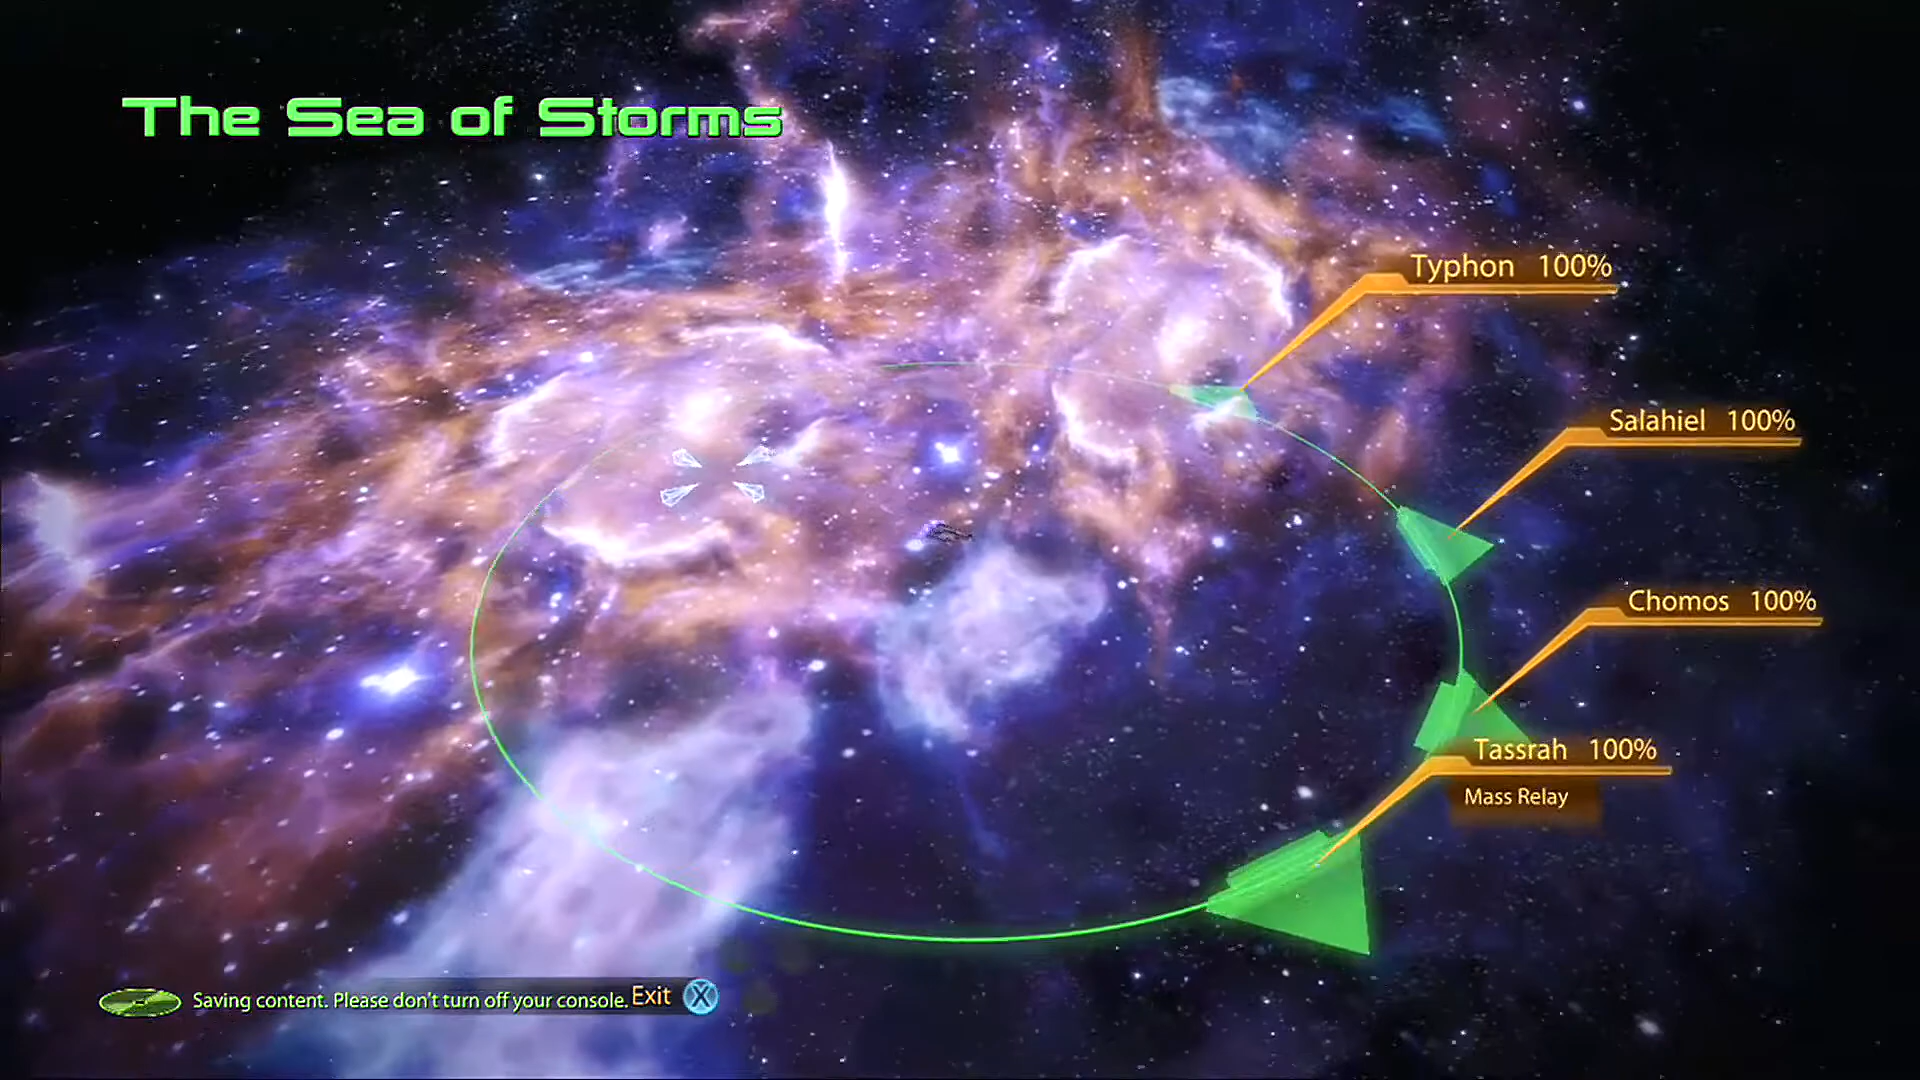 The Sea of Storms
Typhon 100%
Salahiel 100%
Chomos 100%
Tassrah 100%
Mass Relay
Saving content. Please don't turn off your console. Exit X